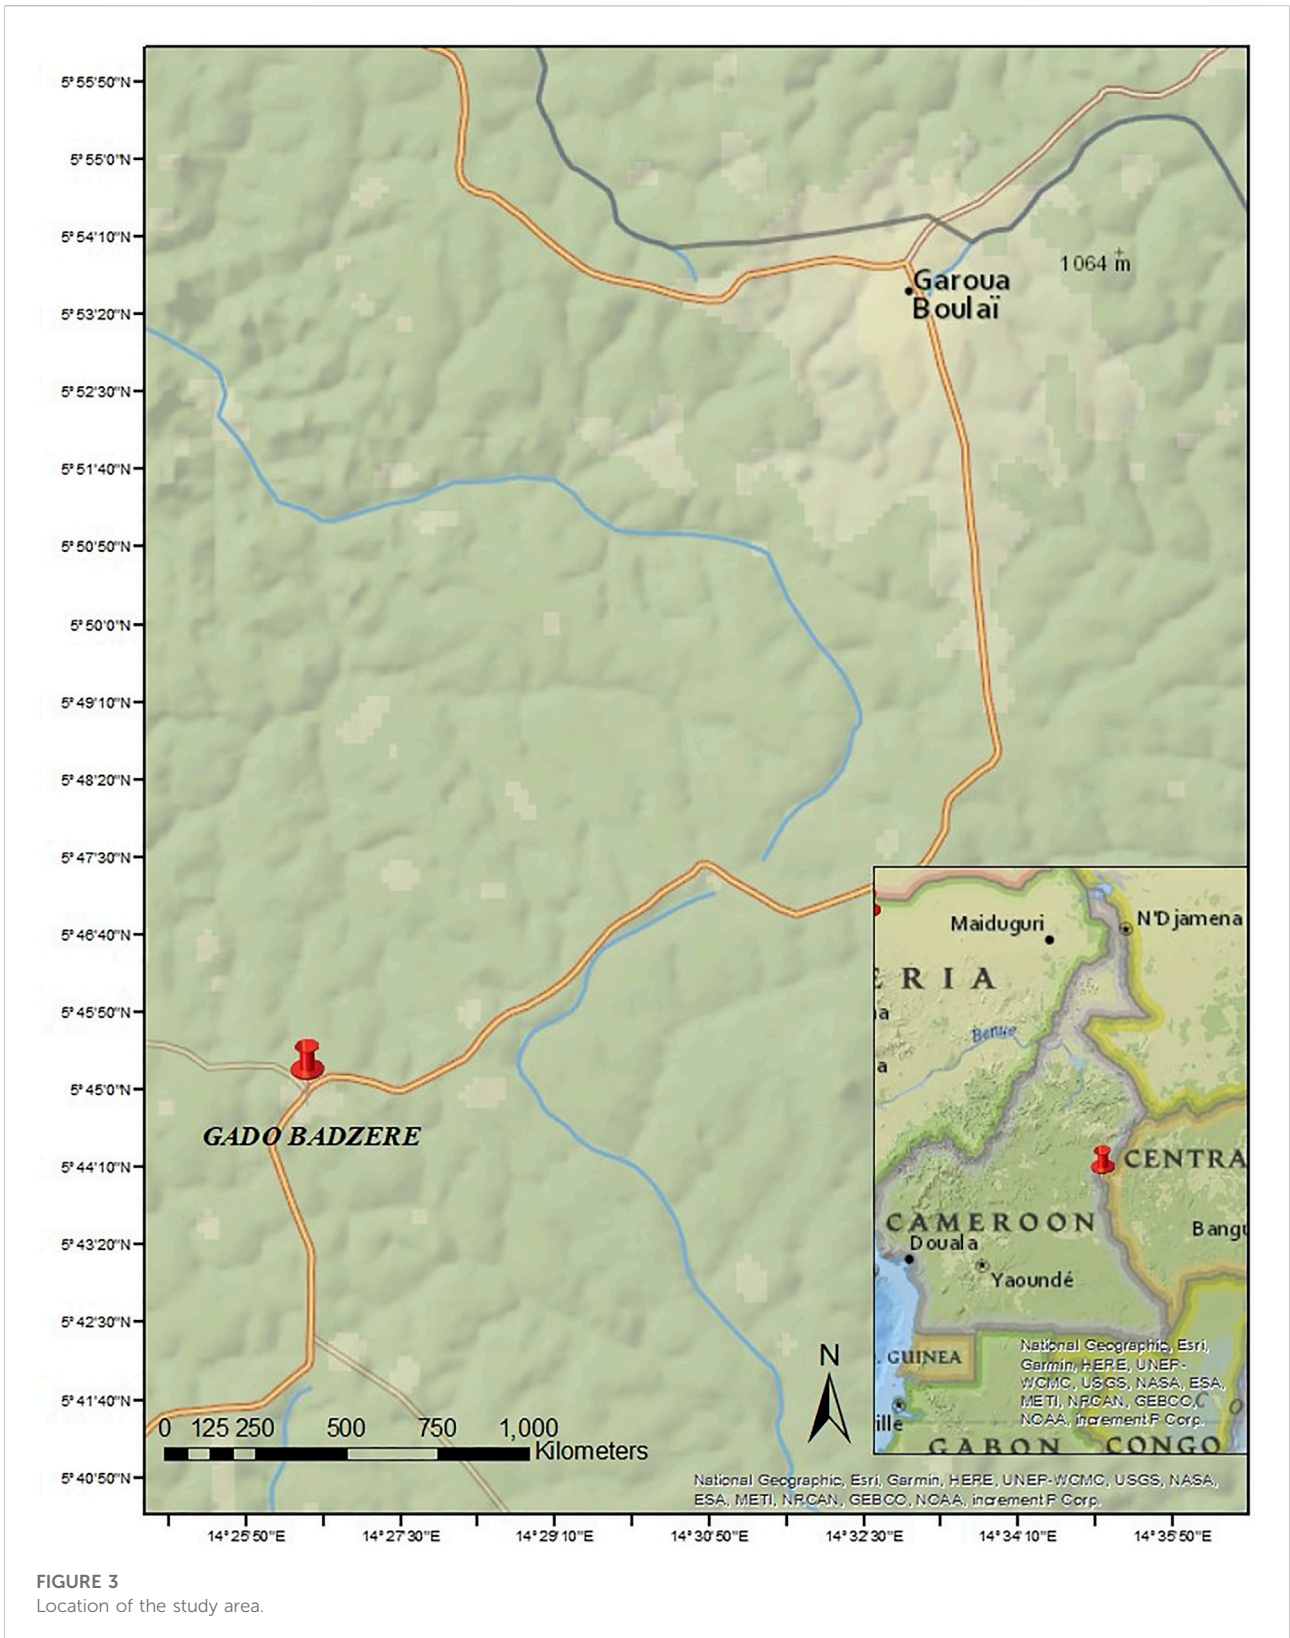 5°55'50"N
5°55'0"N
5°54'10"N
5°53'20"N
5°52'30"N
5°51'40"N
5°50'50"N
5°50'0"N
5°49'10"N
5°48'20"N
5°47'30"N
5°46'40"N
5°45'50"N
5°45'0"N
5°44'10"N
5°43'20"N
5°42'30"N
5°41'40"N
5°40'50"N
1064 m
Garoua
Boulaï
GADO BADZERE
Maiduguri
N'Djamena
ERIA
na
Benue
a
CENTRA
CAMEROON
Bangu
Douala
Yaoundé
. GUINEA
National Geographic, Esri,
Garmin, HERE, UNEP-
WCMC, USGS, NASA, ESA,
METI, NRCAN, GEBCO,
NOAA, increment P Corp.
C O
ille
GABON
CONGO
N
0 125 250 500 750 1,000
Kilometers
National Geographic, Esri, Garmin, HERE, UNEP-WCMC, USGS, NASA,
ESA, METI, NRCAN, GEBCO, NOAA, increment P Corp.
14°25'50"E 14°27'30"E 14°29'10"E 14°30'50"E 14°32'30"E 14°34'10"E 14°35'50"E
FIGURE 3
Location of the study area.